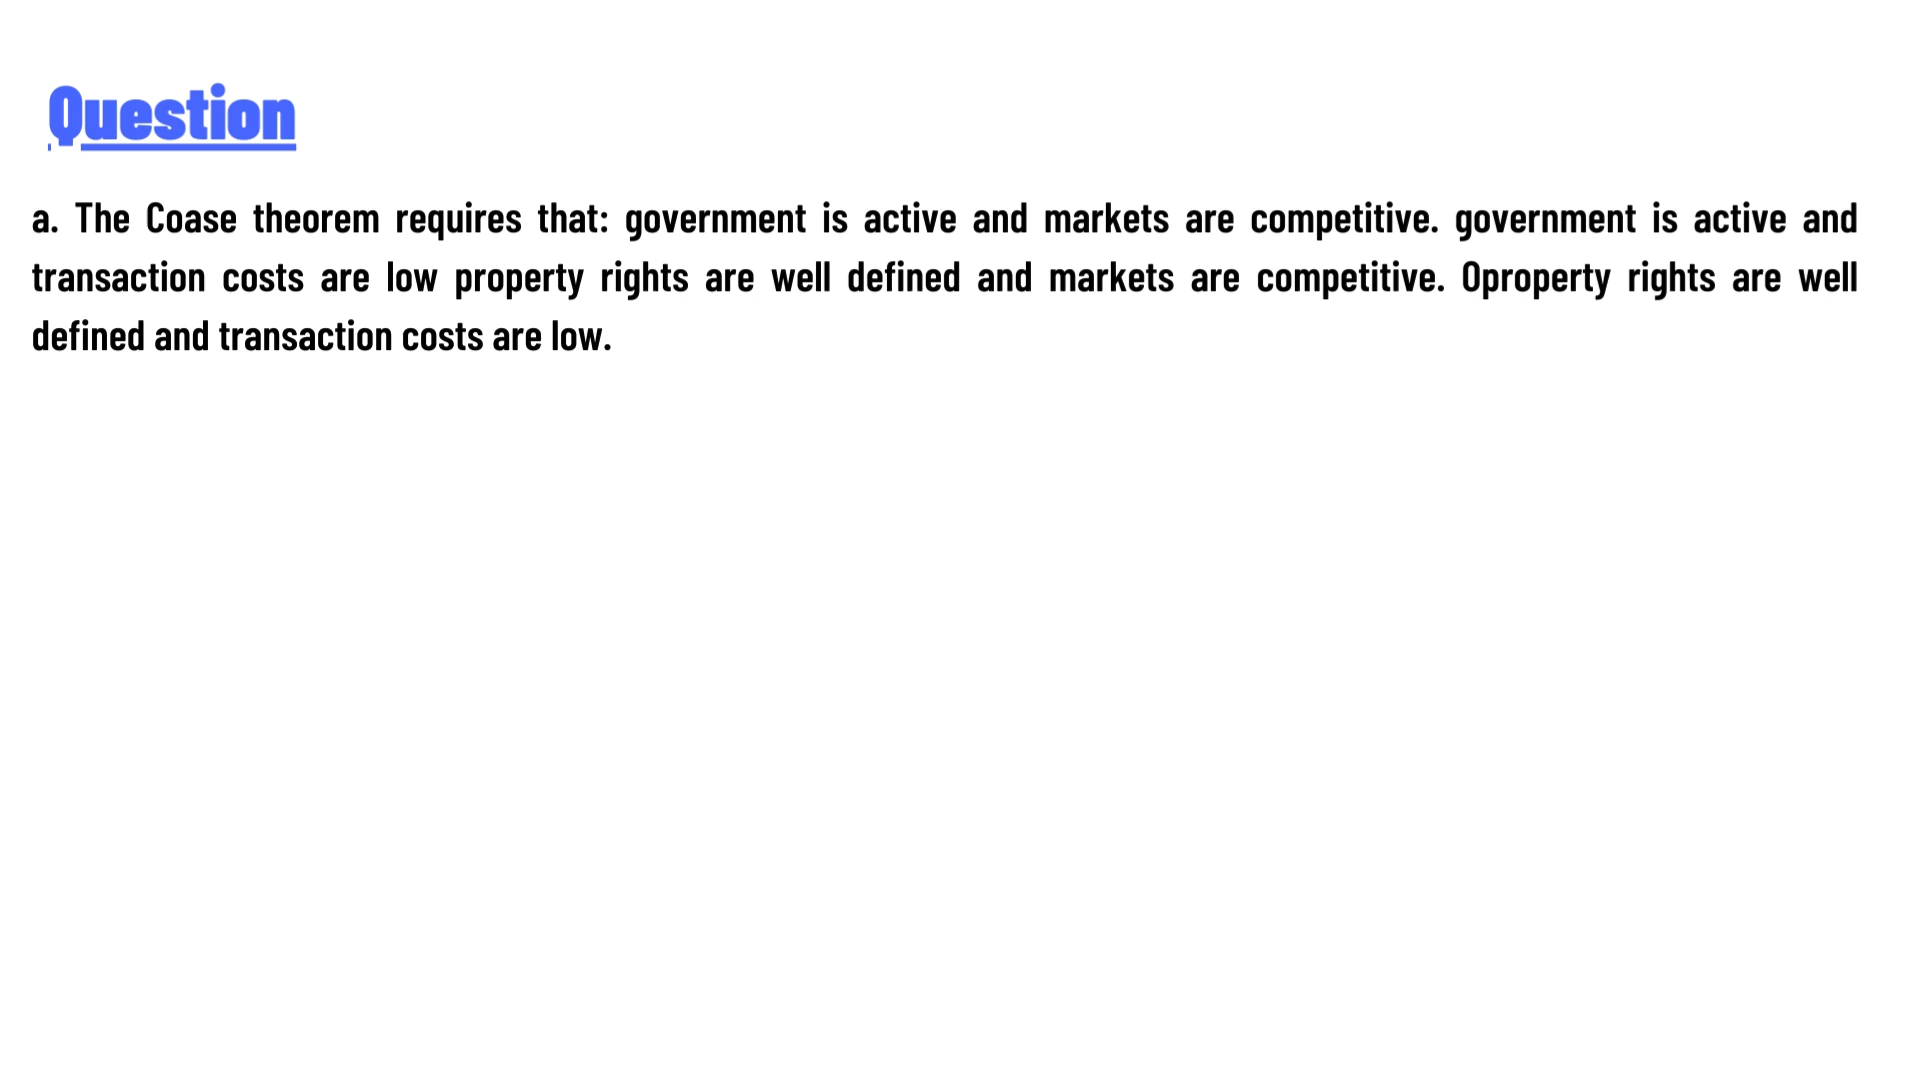 Question
a. The Coase theorem requires that: government is active and markets are competitive. government is active and
transaction costs are low property rights are well defined and markets are competitive. Oproperty rights are well
defined and transaction costs are low.